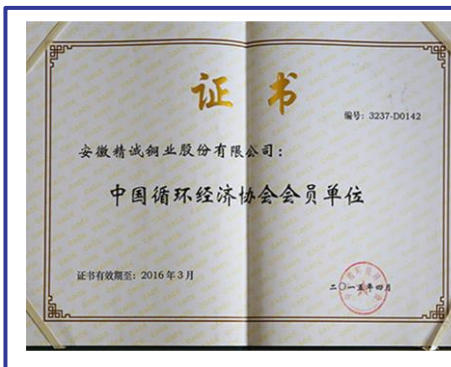 证书
编号：3237-D0142
安徽精诚铜业股份有限公司：
中国循环经济协会会员单位
证书有效期至：2016年3月
二〇一五年四月